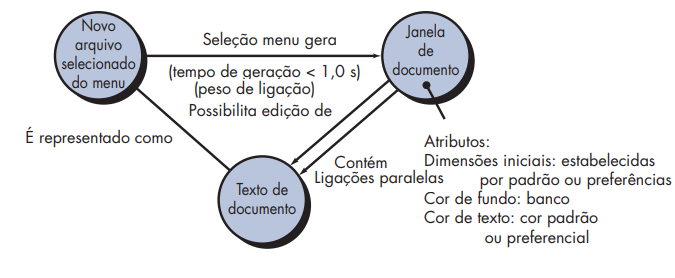 Novo
arquivo
selecionado
do menu
Seleção menu gera
(tempo de geração < 1,0 s)
(peso de ligação)
Possibilita edição de
Janela
de
documento
É representado como
Contém
Ligações paralelas
Texto de
documento
Atributos:
Dimensões iniciais: estabelecidas
por padrão ou preferências
Cor de fundo: banco
Cor de texto: cor padrão
ou preferencial